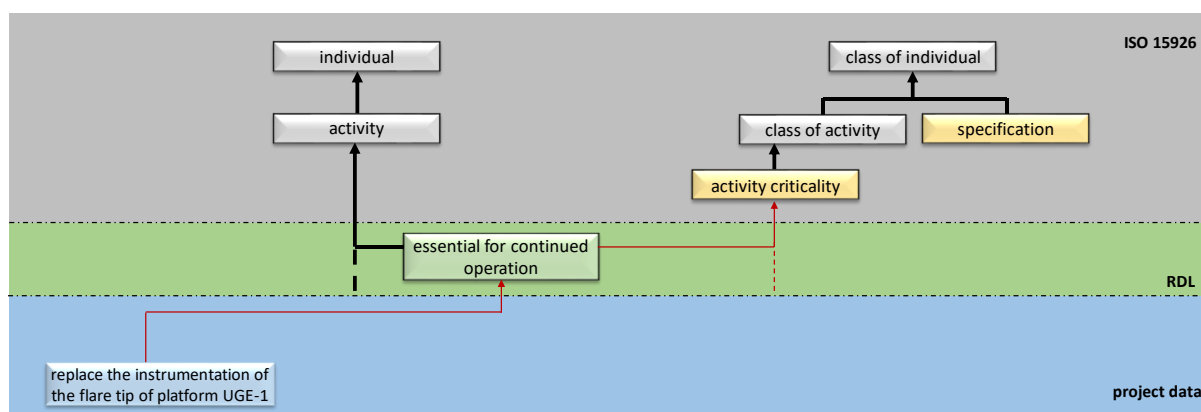 ISO 15926
individual
class of individual
activity
class of activity
specification
activity criticality
essential for continued
operation
RDL
replace the instrumentation of
the flare tip of platform UGE-1
project data